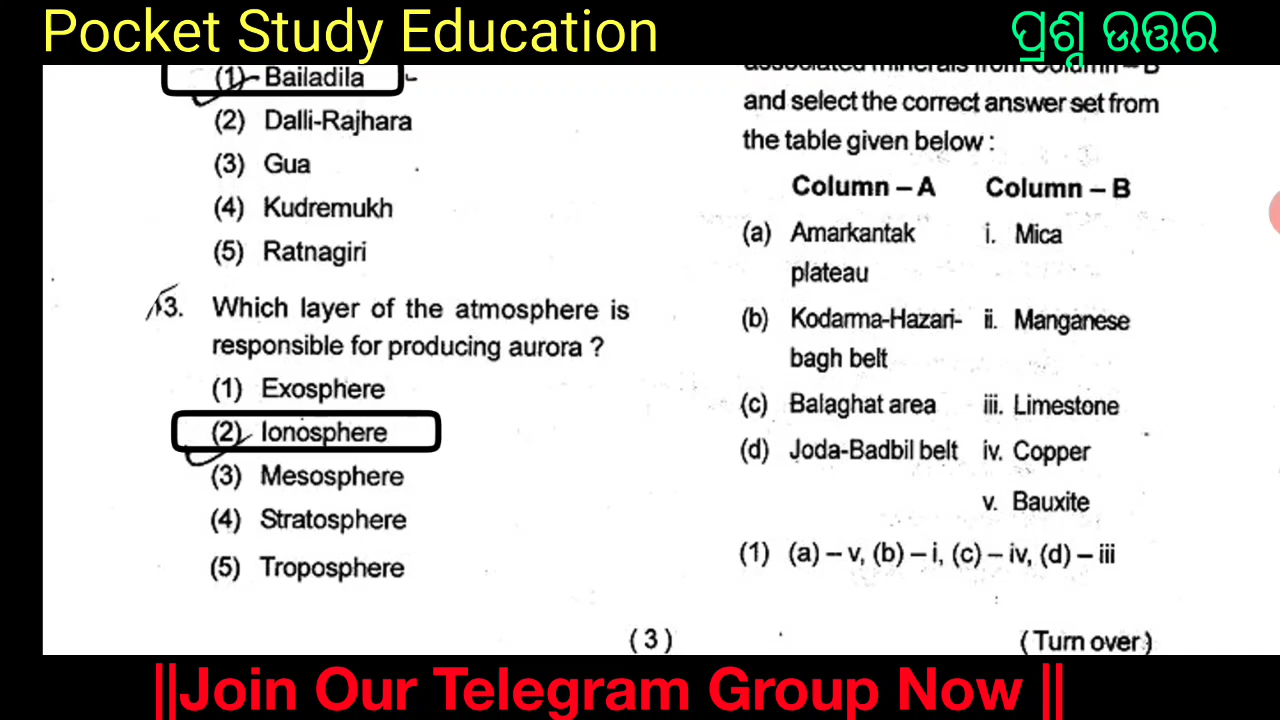 Pocket Study Education
ପ୍ରଶ୍ନ ଉତ୍ତର
(1) Bailadila
(2) Dalli-Rajhara
(3) Gua
(4) Kudremukh
(5) Ratnagiri
13. Which layer of the atmosphere is
responsible for producing aurora ?
(1) Exosphere
(2) Ionosphere
(3) Mesosphere
(4) Stratosphere
(5) Troposphere
associated minerals from Column – B
and select the correct answer set from
the table given below :
Column – A Column – B
(a) Amarkantak i. Mica
plateau
(b) Kodarma-Hazari- ii. Manganese
bagh belt
(c) Balaghat area iii. Limestone
(d) Joda-Badbil belt iv. Copper
v. Bauxite
(1) (a) – v, (b) – i, (c) – iv, (d) – iii
( 3 )
( Turn over )
||Join Our Telegram Group Now ||